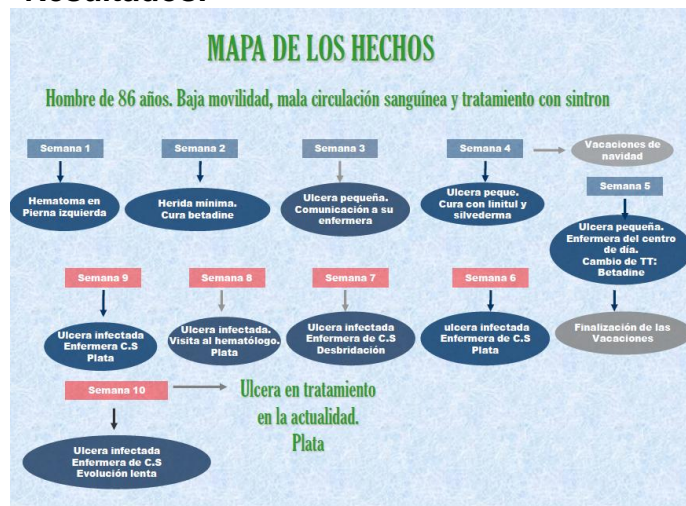 Resultados:
MAPA DE LOS HECHOS
Hombre de 86 años. Baja movilidad, mala circulación sanguínea y tratamiento con sintron
Semana 1
Hematoma en
Pierna izquierda
Semana 2
Herida mínima.
Cura betadine
Semana 3
Ulcera pequeña.
Comunicación a su
enfermera
Semana 4
Ulcera peque.
Cura con linitul y
silvederma
Vacaciones de
navidad
Semana 5
Ulcera pequeña.
Enfermera del centro
de día.
Cambio de TT:
Betadine
Finalización de las
Vacaciones
Semana 6
ulcera infectada
Enfermera de C.S
Plata
Semana 7
Ulcera infectada
Enfermera de C.S
Desbridación
Semana 8
Ulcera infectada.
Visita al hematólogo.
Plata
Semana 9
Ulcera infectada
Enfermera C.S
Plata
Semana 10
Ulcera en tratamiento
en la actualidad.
Plata
Ulcera infectada
Enfermera de C.S
Evolución lenta